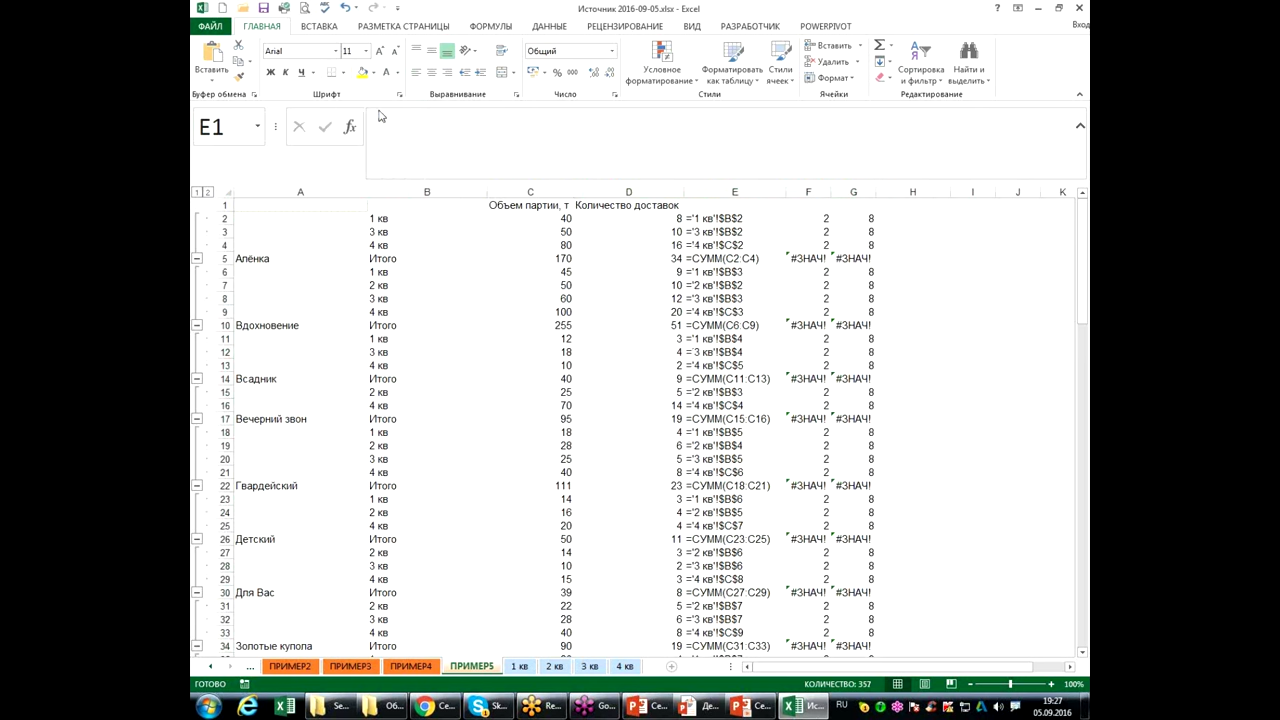 Источник 2016-09-05.xlsx - Excel
Вход
ФАЙЛ ГЛАВНАЯ ВСТАВКА РАЗМЕТКА СТРАНИЦЫ ФОРМУЛЫ ДАННЫЕ РЕЦЕНЗИРОВАНИЕ ВИД РАЗРАБОТЧИК POWERPIVOT
Вставить
Arial 11
Ж К Ч
Общий
% 000
Условное форматирование
Форматировать как таблицу
Стили ячеек
Вставить
Удалить
Формат
Сортировка и фильтр
Найти и выделить
Буфер обмена Шрифт Выравнивание Число Стили Ячейки Редактирование
E1 fx
1 2 A B C D E F G H I J K
1 Объем партии, т Количество доставок
2 1 кв 40 8 ='1 кв'!$B$2 2 8
3 3 кв 50 10 ='3 кв'!$B$2 2 8
4 4 кв 80 16 ='4 кв'!$C$2 2 8
5 Алёнка Итого 170 34 =СУММ(C2:C4) #ЗНАЧ! #ЗНАЧ!
6 1 кв 45 9 ='1 кв'!$B$3 2 8
7 2 кв 50 10 ='2 кв'!$B$2 2 8
8 3 кв 60 12 ='3 кв'!$B$3 2 8
9 4 кв 100 20 ='4 кв'!$C$3 2 8
10 Вдохновение Итого 255 51 =СУММ(C6:C9) #ЗНАЧ! #ЗНАЧ!
11 1 кв 12 3 ='1 кв'!$B$4 2 8
12 3 кв 18 4 ='3 кв'!$B$4 2 8
13 4 кв 10 2 ='4 кв'!$C$5 2 8
14 Всадник Итого 40 9 =СУММ(C11:C13) #ЗНАЧ! #ЗНАЧ!
15 2 кв 25 5 ='2 кв'!$B$3 2 8
16 4 кв 70 14 ='4 кв'!$C$4 2 8
17 Вечерний звон Итого 95 19 =СУММ(C15:C16) #ЗНАЧ! #ЗНАЧ!
18 1 кв 18 4 ='1 кв'!$B$5 2 8
19 2 кв 28 6 ='2 кв'!$B$4 2 8
20 3 кв 25 5 ='3 кв'!$B$5 2 8
21 4 кв 40 8 ='4 кв'!$C$6 2 8
22 Гвардейский Итого 111 23 =СУММ(C18:C21) #ЗНАЧ! #ЗНАЧ!
23 1 кв 14 3 ='1 кв'!$B$6 2 8
24 2 кв 16 4 ='2 кв'!$B$5 2 8
25 4 кв 20 4 ='4 кв'!$C$7 2 8
26 Детский Итого 50 11 =СУММ(C23:C25) #ЗНАЧ! #ЗНАЧ!
27 2 кв 14 3 ='2 кв'!$B$6 2 8
28 3 кв 10 2 ='3 кв'!$B$6 2 8
29 4 кв 15 3 ='4 кв'!$C$8 2 8
30 Для Вас Итого 39 8 =СУММ(C27:C29) #ЗНАЧ! #ЗНАЧ!
31 2 кв 22 5 ='2 кв'!$B$7 2 8
32 3 кв 28 6 ='3 кв'!$B$7 2 8
33 4 кв 40 8 ='4 кв'!$C$9 2 8
34 Золотые купола Итого 90 19 =СУММ(C31:C33) #ЗНАЧ! #ЗНАЧ!
... ПРИМЕР2 ПРИМЕР3 ПРИМЕР4 ПРИМЕР5 1 кв 2 кв 3 кв 4 кв
ГОТОВО КОЛИЧЕСТВО: 357 100%
Se... Об... Се... Sk... Re... Go... Се... Де... Се... Ис... RU 19:27
05.09.2016